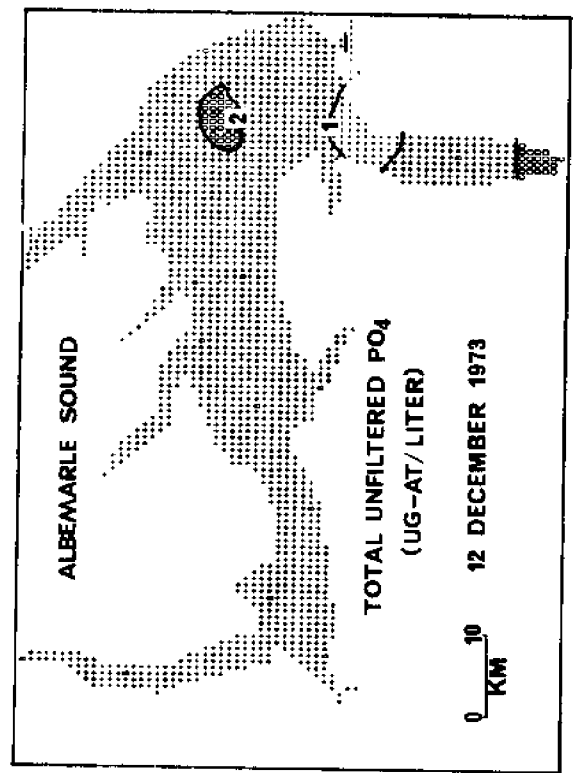 ALBEMARLE SOUND
2
1
TOTAL UNFILTERED PO4
(UG-AT/LITER)
0 10
KM
12 DECEMBER 1973